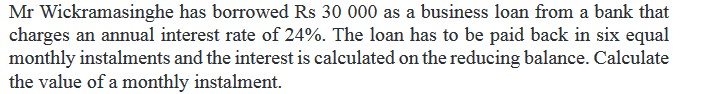 Mr Wickramasinghe has borrowed Rs 30 000 as a business loan from a bank that
charges an annual interest rate of 24%. The loan has to be paid back in six equal
monthly instalments and the interest is calculated on the reducing balance. Calculate
the value of a monthly instalment.